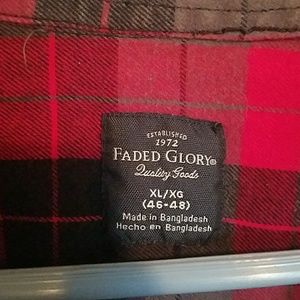 ESTABLISHED
1972
FADED GLORY®
Quality Goods
XL/XG
(46-48)
Made in Bangladesh
Hecho en Bangladesh